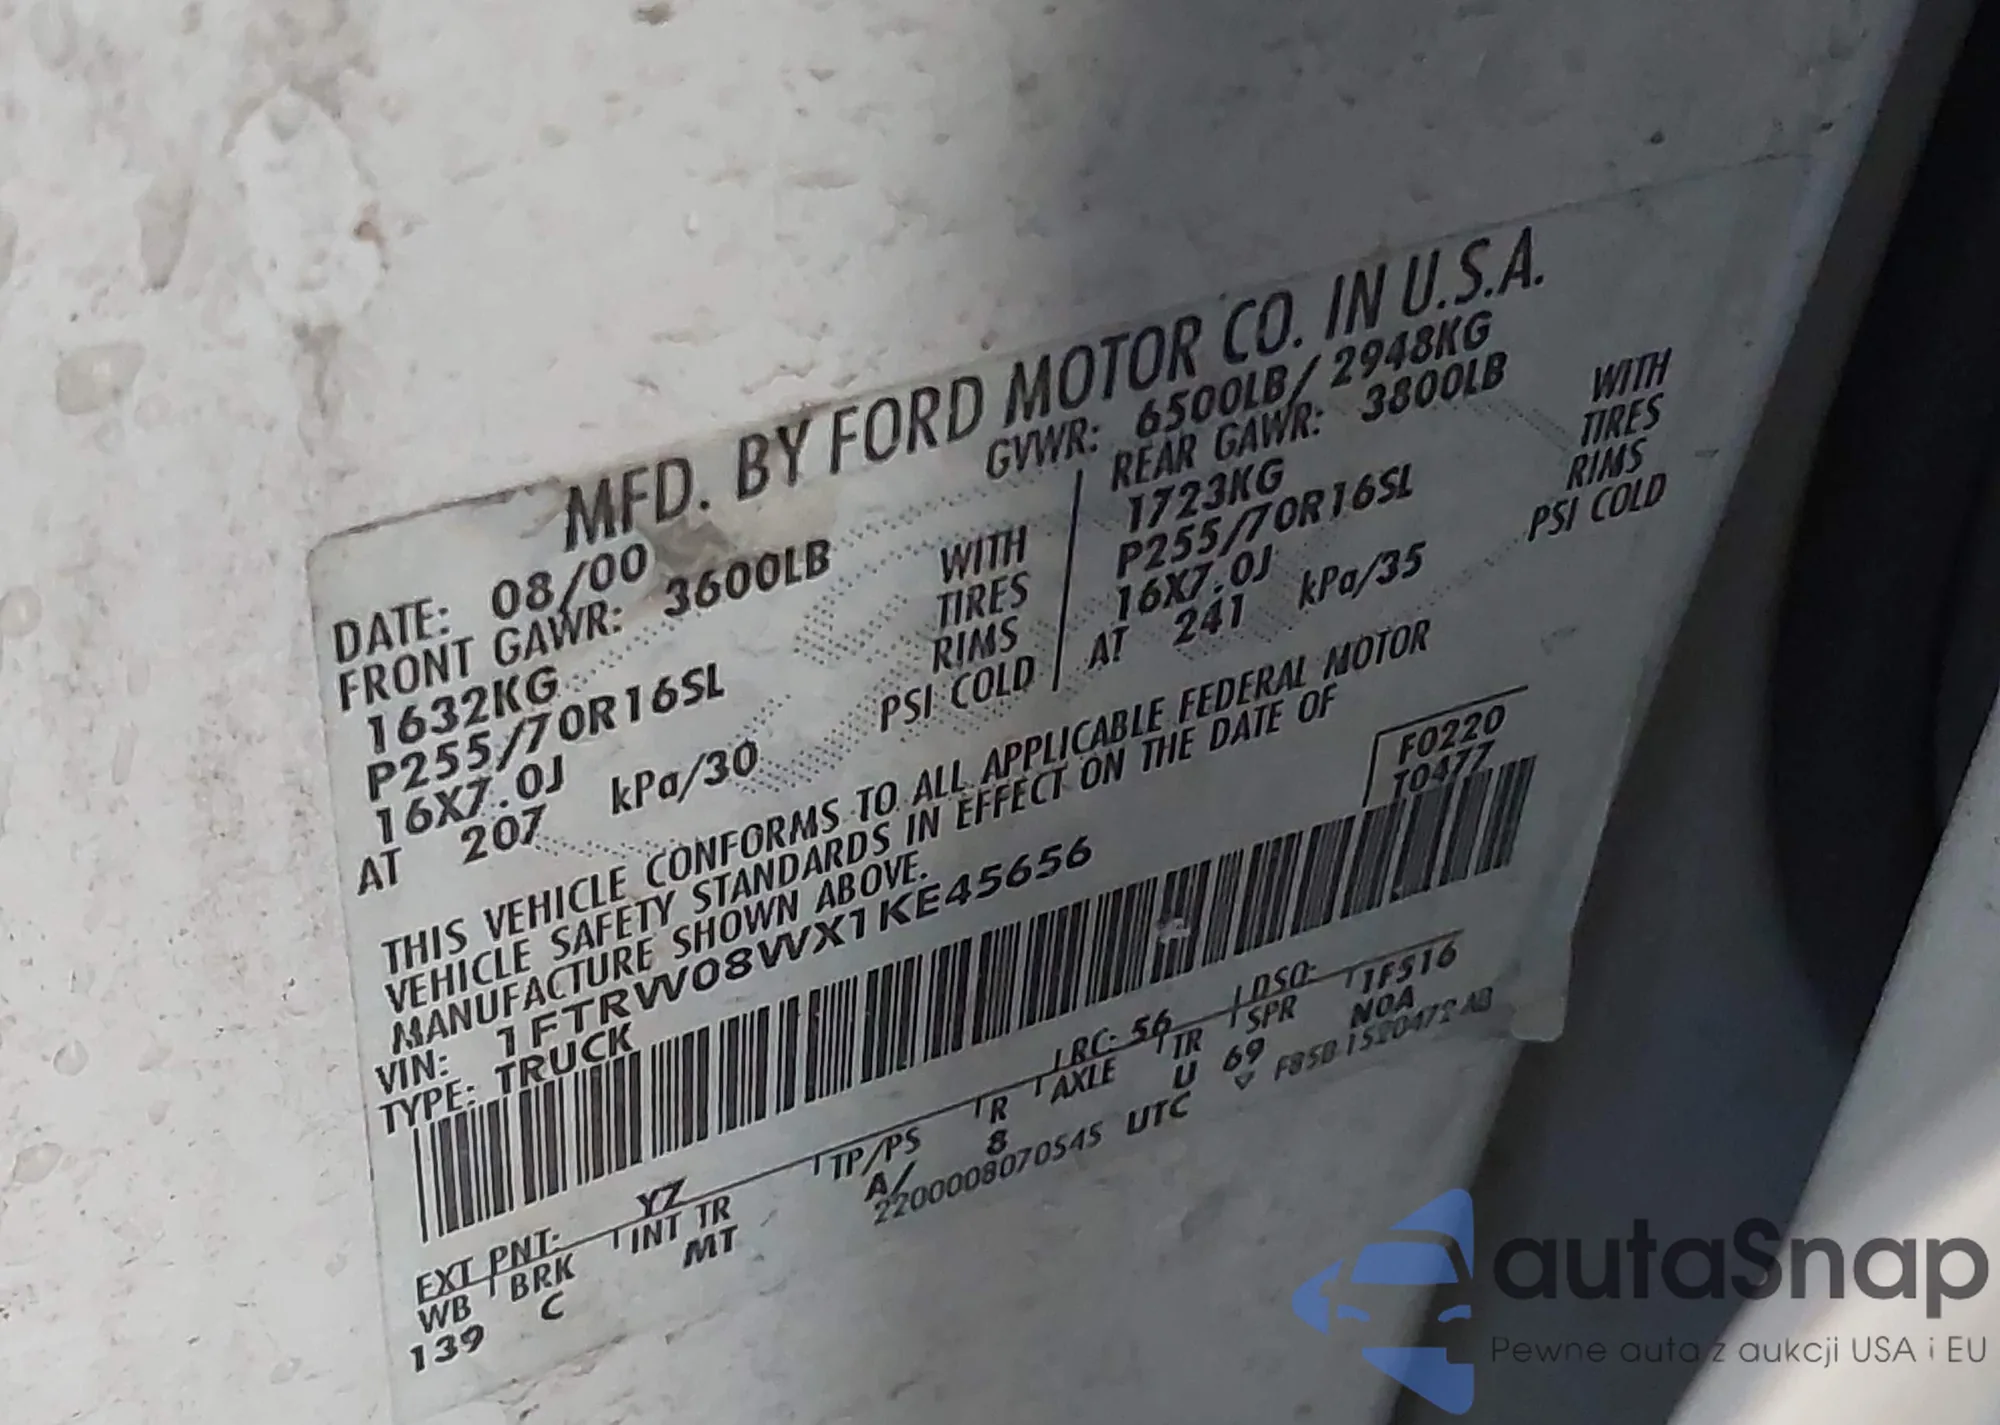 MFD. BY FORD MOTOR CO. IN U.S.A.
DATE: 08/00 GVWR: 6500LB/2948KG
FRONT GAWR: 3600LB REAR GAWR: 3800LB
1632KG WITH 1723KG WITH
P255/70R16SL TIRES P255/70R16SL TIRES
16X7.0J RIMS 16X7.0J RIMS
AT 207 kPa/30 PSI COLD AT 241 kPa/35 PSI COLD
THIS VEHICLE CONFORMS TO ALL APPLICABLE FEDERAL MOTOR
VEHICLE SAFETY STANDARDS IN EFFECT ON THE DATE OF
MANUFACTURE SHOWN ABOVE.
VIN: 1FTRW08WX1KE45656 F0220
TYPE: TRUCK T0477
EXT PNT: YZ RC: 56 DSO: 1F516
WB BRK INT TR TP/PS R AXLE TR SPR N0A
139 C MT A/ 8 U 69
2200008070545 UTC F85B 1520472 AB
autaSnap
Pewne auta z aukcji USA i EU